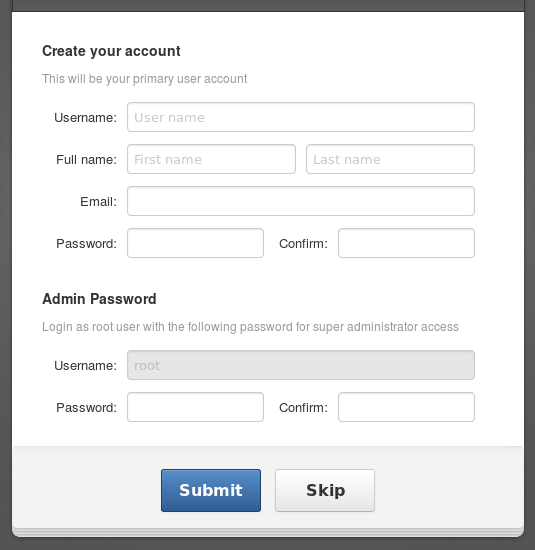 Create your account
This will be your primary user account
Username: User name
Full name: First name Last name
Email:
Password: Confirm:
Admin Password
Login as root user with the following password for super administrator access
Username: root
Password: Confirm:
Submit Skip